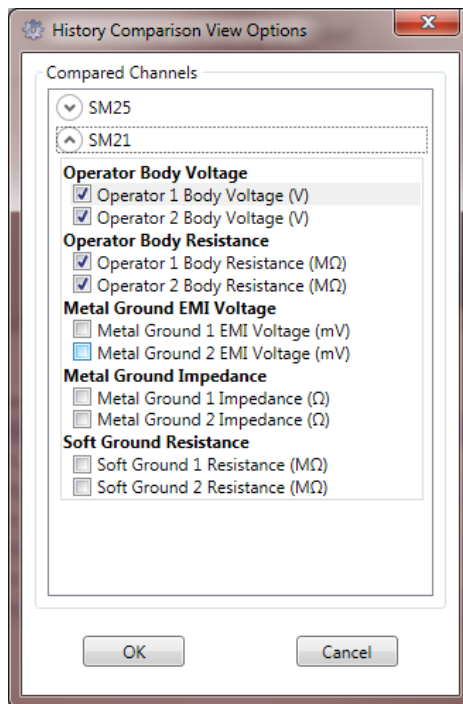 History Comparison View Options
Compared Channels
SM25
SM21
Operator Body Voltage
Operator 1 Body Voltage (V)
Operator 2 Body Voltage (V)
Operator Body Resistance
Operator 1 Body Resistance (MΩ)
Operator 2 Body Resistance (MΩ)
Metal Ground EMI Voltage
Metal Ground 1 EMI Voltage (mV)
Metal Ground 2 EMI Voltage (mV)
Metal Ground Impedance
Metal Ground 1 Impedance (Ω)
Metal Ground 2 Impedance (Ω)
Soft Ground Resistance
Soft Ground 1 Resistance (MΩ)
Soft Ground 2 Resistance (MΩ)
OK Cancel